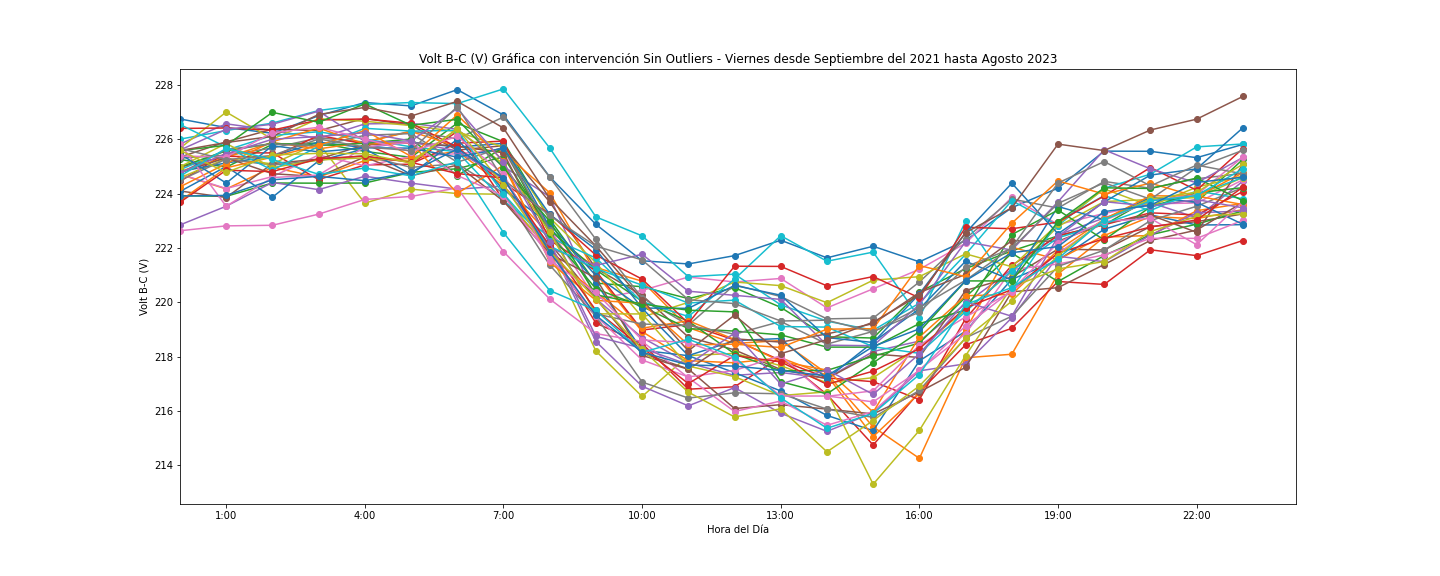 Volt B-C (V) Gráfica con intervención Sin Outliers - Viernes desde Septiembre del 2021 hasta Agosto 2023
228
226
224
222
220
218
216
214
Volt B-C (V)
1:00 4:00 7:00 10:00 13:00 16:00 19:00 22:00
Hora del Día